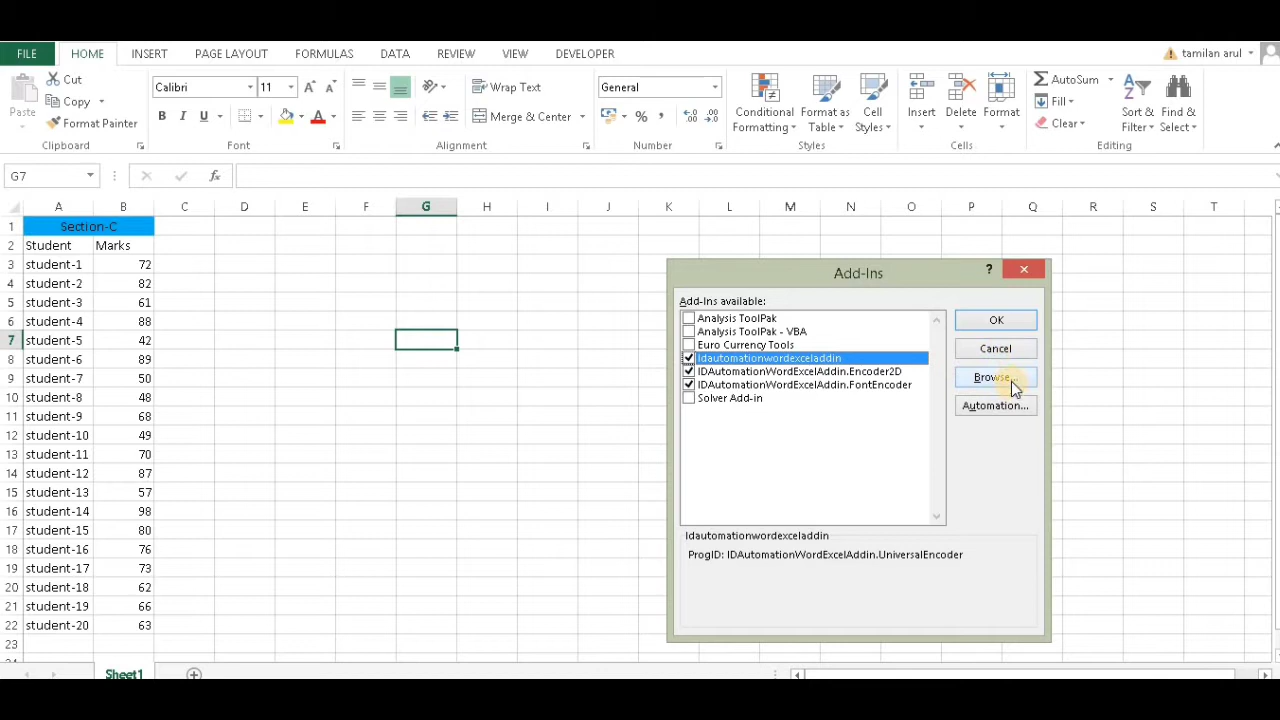 FILE HOME INSERT PAGE LAYOUT FORMULAS DATA REVIEW VIEW DEVELOPER tamilan arul
Paste
Cut
Copy
Format Painter
Clipboard
Calibri 11
B I U
Font
Wrap Text
Merge & Center
Alignment
General
% ,
Number
Conditional Formatting
Format as Table
Cell Styles
Styles
Insert Delete Format
Cells
AutoSum
Fill
Clear
Sort & Filter
Find & Select
Editing
G7 fx
A B C D E F G H I J K L M N O P Q R S T
1 Section-C
2 Student Marks
3 student-1 72
4 student-2 82
5 student-3 61
6 student-4 88
7 student-5 42
8 student-6 89
9 student-7 50
10 student-8 48
11 student-9 68
12 student-10 49
13 student-11 70
14 student-12 87
15 student-13 57
16 student-14 98
17 student-15 80
18 student-16 76
19 student-17 73
20 student-18 62
21 student-19 66
22 student-20 63
23
Sheet1
Add-Ins ?
Add-Ins available:
Analysis ToolPak
Analysis ToolPak - VBA
Euro Currency Tools
Idautomationwordexceladdin
IDAutomationWordExcelAddin.Encoder2D
IDAutomationWordExcelAddin.FontEncoder
Solver Add-in
OK
Cancel
Browse...
Automation...
Idautomationwordexceladdin
ProgID: IDAutomationWordExcelAddin.UniversalEncoder